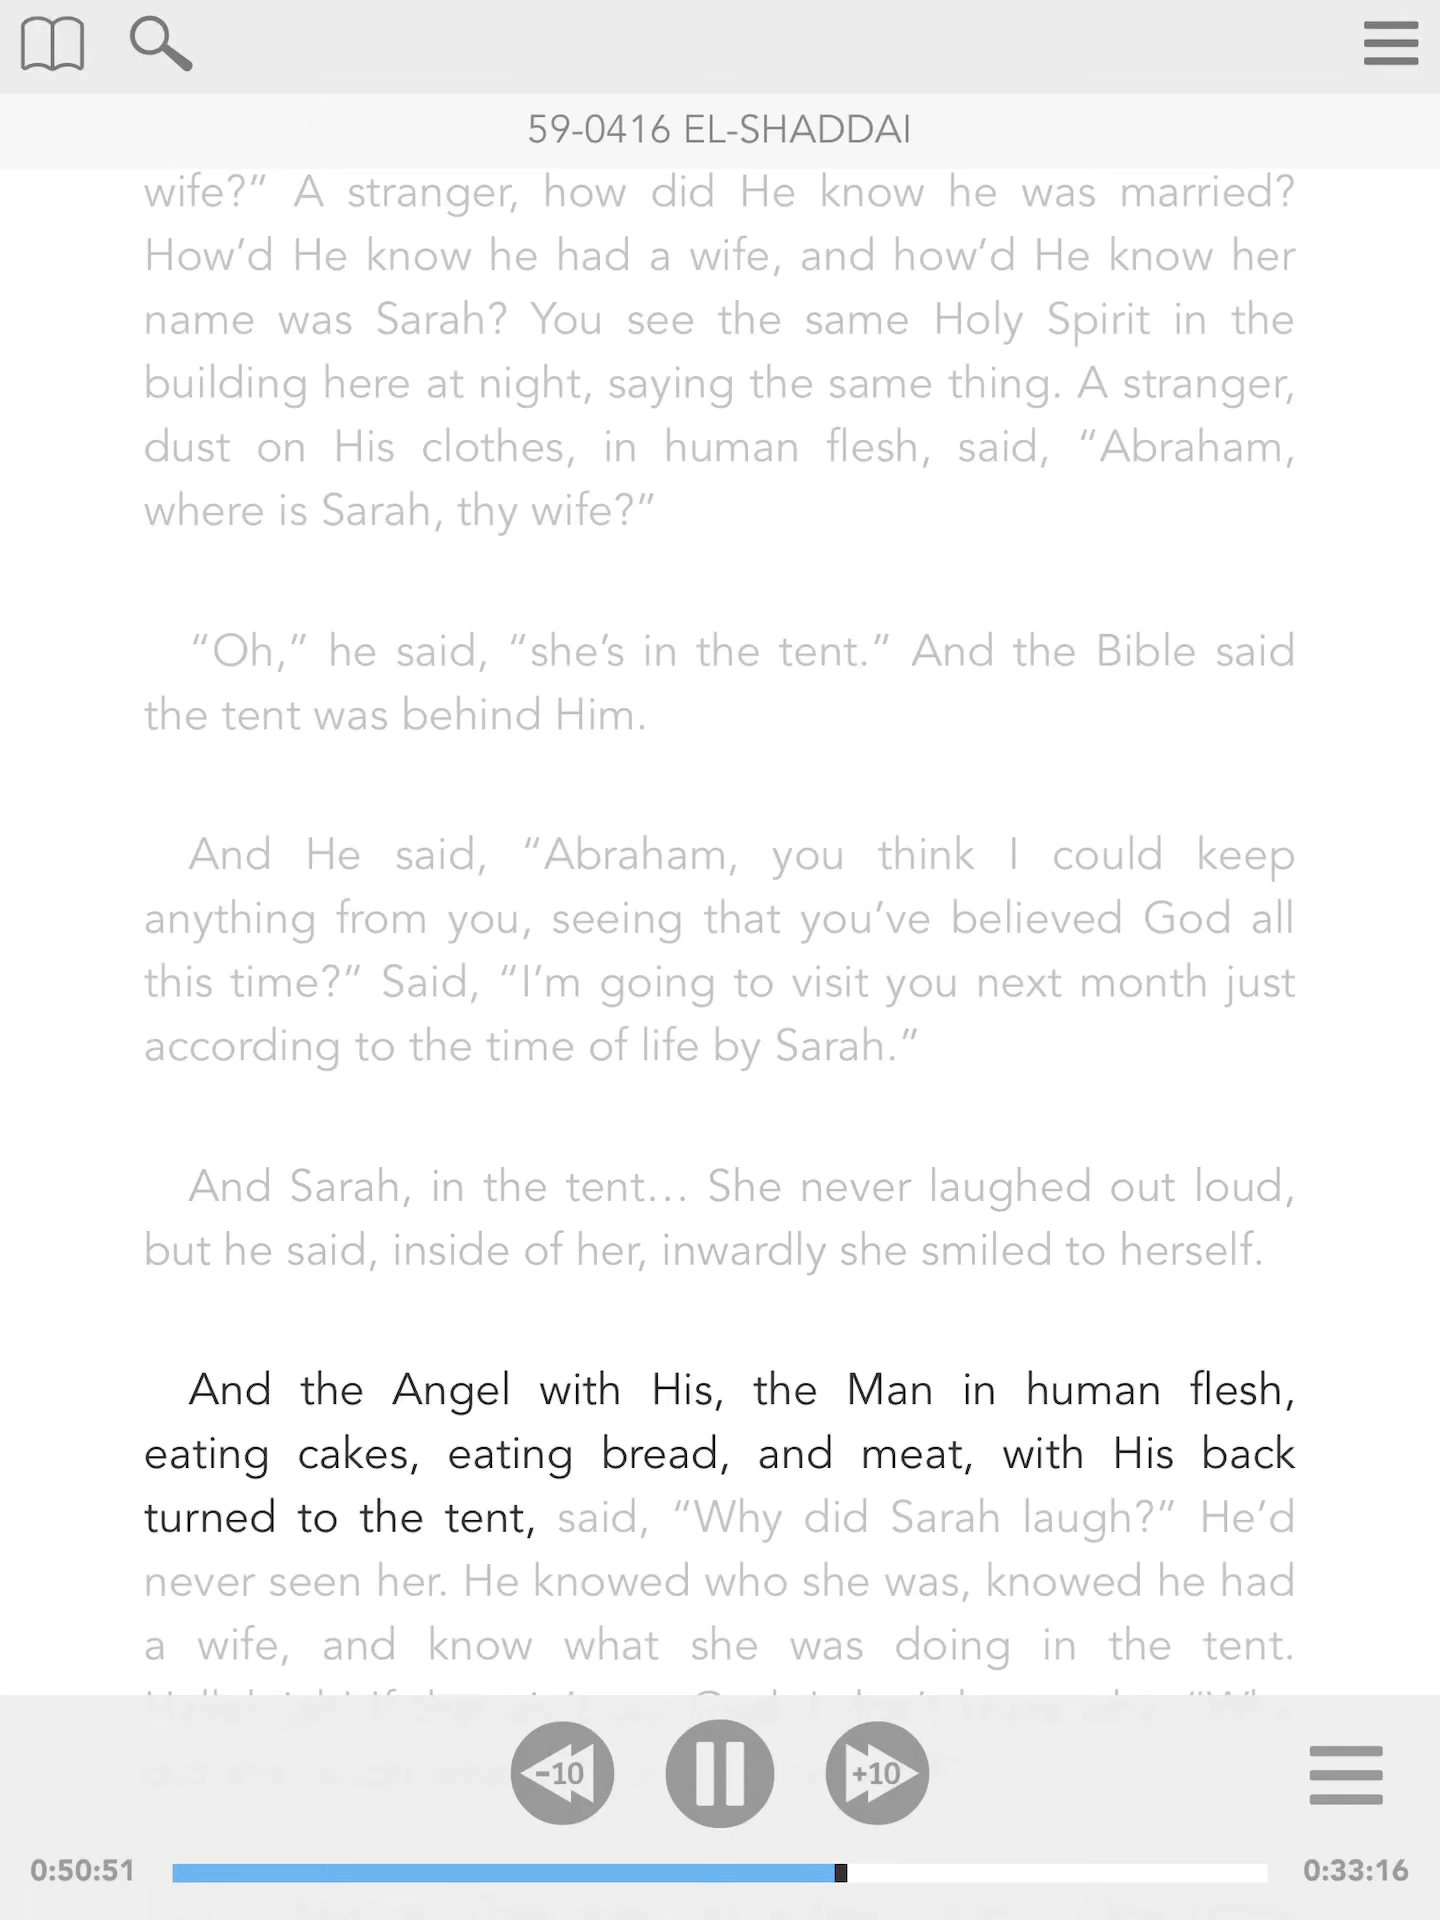 59-0416 EL-SHADDAI
wife?” A stranger, how did He know he was married?
How’d He know he had a wife, and how’d He know her
name was Sarah? You see the same Holy Spirit in the
building here at night, saying the same thing. A stranger,
dust on His clothes, in human flesh, said, “Abraham,
where is Sarah, thy wife?”
“Oh,” he said, “she’s in the tent.” And the Bible said
the tent was behind Him.
And He said, “Abraham, you think I could keep
anything from you, seeing that you’ve believed God all
this time?” Said, “I’m going to visit you next month just
according to the time of life by Sarah.”
And Sarah, in the tent… She never laughed out loud,
but he said, inside of her, inwardly she smiled to herself.
And the Angel with His, the Man in human flesh,
eating cakes, eating bread, and meat, with His back
turned to the tent, said, “Why did Sarah laugh?” He’d
never seen her. He knowed who she was, knowed he had
a wife, and know what she was doing in the tent.
-10 +10
0:50:51 0:33:16